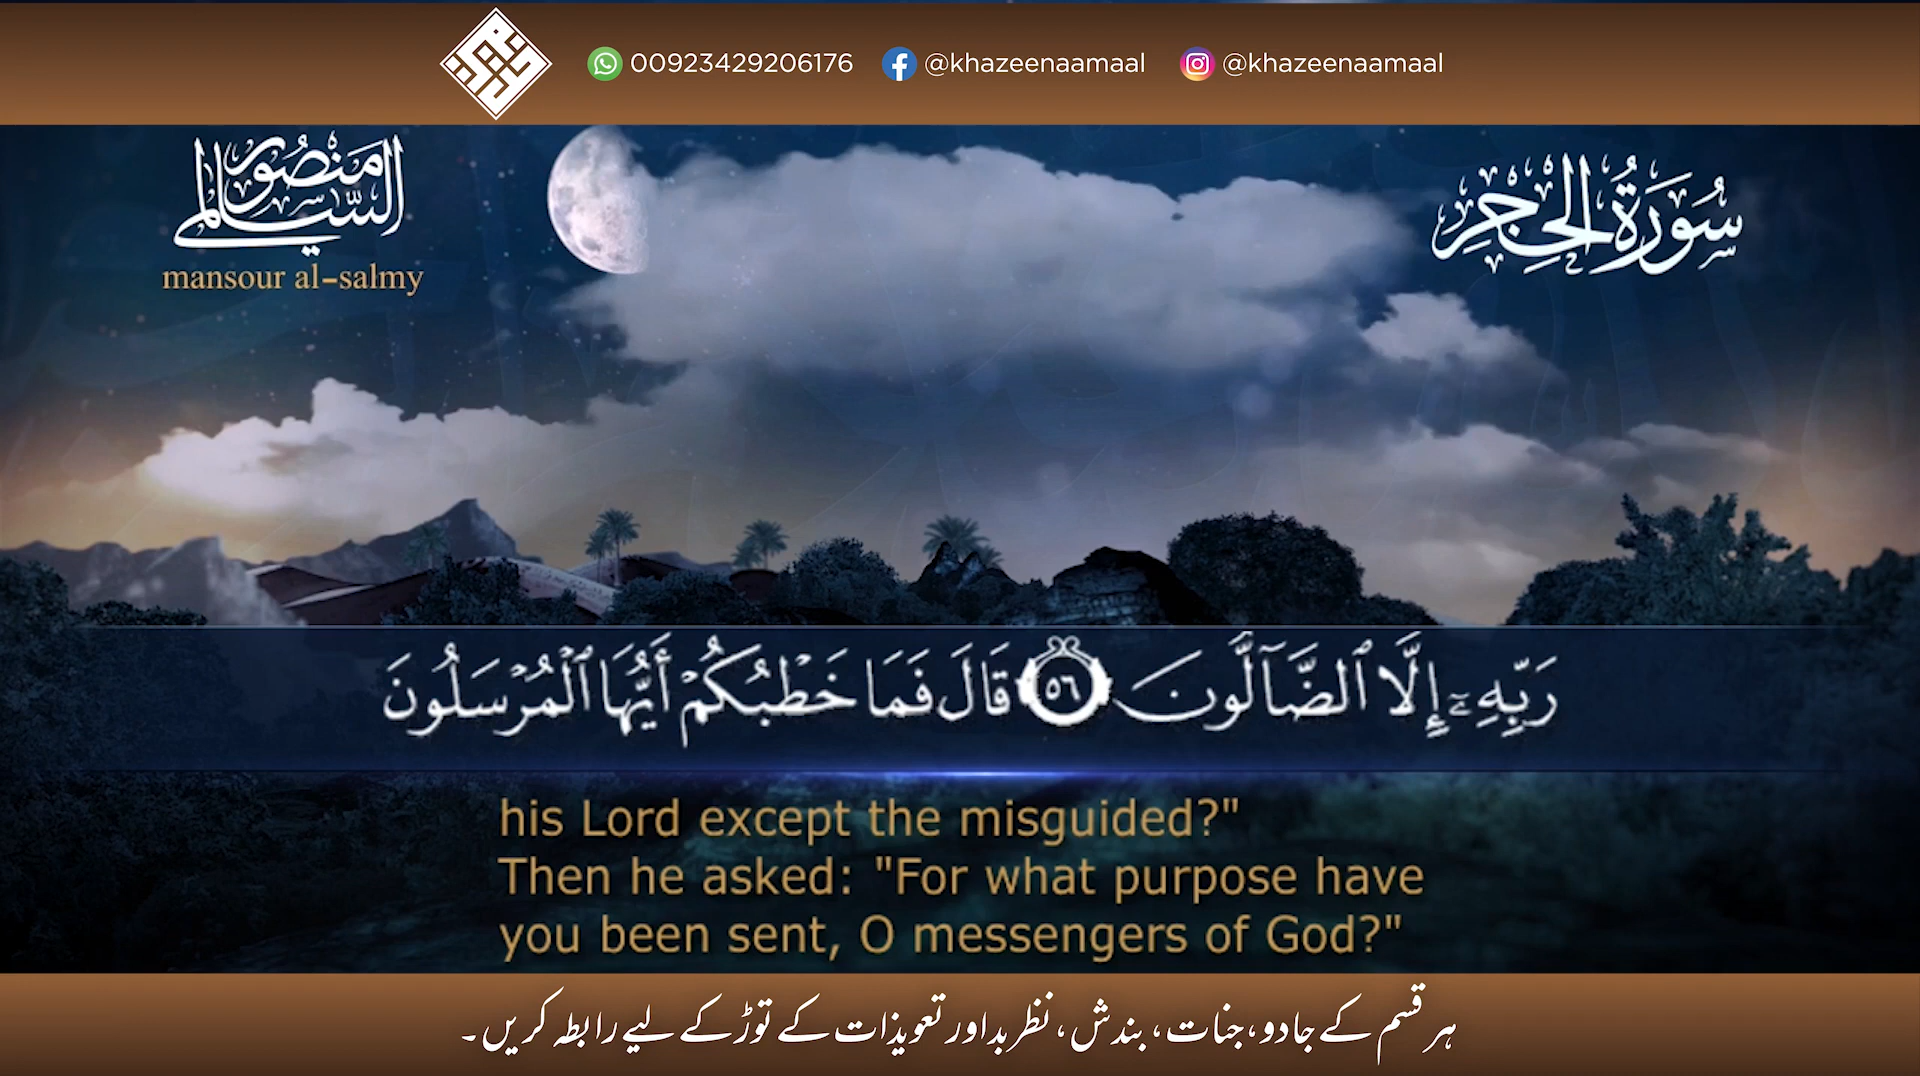 00923429206176 @khazeenaamaal @khazeenaamaal
منصور السالمي
mansour al-salmy
سُورَةُ الحِجْرِ
رَبِّهِۦٓ إِلَّا ٱلضَّآلُّونَ ٥٦ قَالَ فَمَا خَطْبُكُمْ أَيُّهَا ٱلْمُرْسَلُونَ
his Lord except the misguided?"
Then he asked: "For what purpose have
you been sent, O messengers of God?"
ہر قسم کے جادو، جنات، بندش، نظر بد اور تعویذات کے توڑ کے لیے رابطہ کریں۔